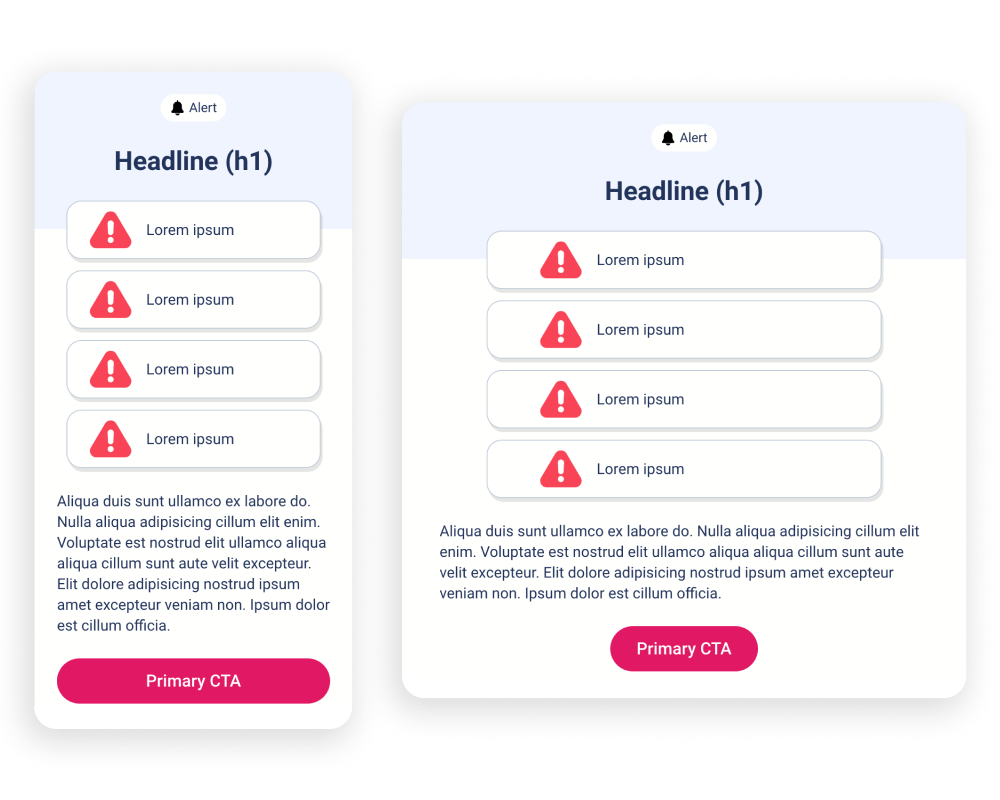 Alert
Headline (h1)
Lorem ipsum
Lorem ipsum
Lorem ipsum
Lorem ipsum
Aliqua duis sunt ullamco ex labore do.
Nulla aliqua adipisicing cillum elit enim.
Voluptate est nostrud elit ullamco aliqua
aliqua cillum sunt aute velit excepteur.
Elit dolore adipisicing nostrud ipsum
amet excepteur veniam non. Ipsum dolor
est cillum officia.
Primary CTA
Alert
Headline (h1)
Lorem ipsum
Lorem ipsum
Lorem ipsum
Lorem ipsum
Aliqua duis sunt ullamco ex labore do. Nulla aliqua adipisicing cillum elit
enim. Voluptate est nostrud elit ullamco aliqua aliqua cillum sunt aute
velit excepteur. Elit dolore adipisicing nostrud ipsum amet excepteur
veniam non. Ipsum dolor est cillum officia.
Primary CTA